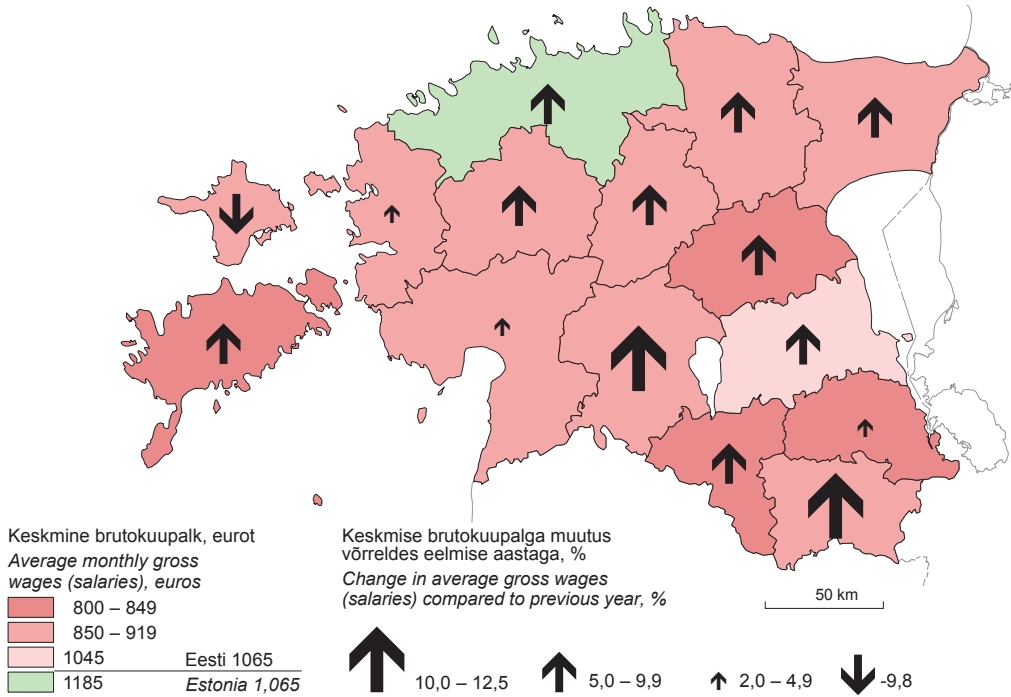 Keskmine brutokuupalk, eurot
Average monthly gross
wages (salaries), euros
800 – 849
850 – 919
1045 Eesti 1065
1185 Estonia 1,065
Keskmise brutokuupalga muutus
võrreldes eelmise aastaga, %
Change in average gross wages
(salaries) compared to previous year, %
10,0 – 12,5 5,0 – 9,9 2,0 – 4,9 -9,8
50 km